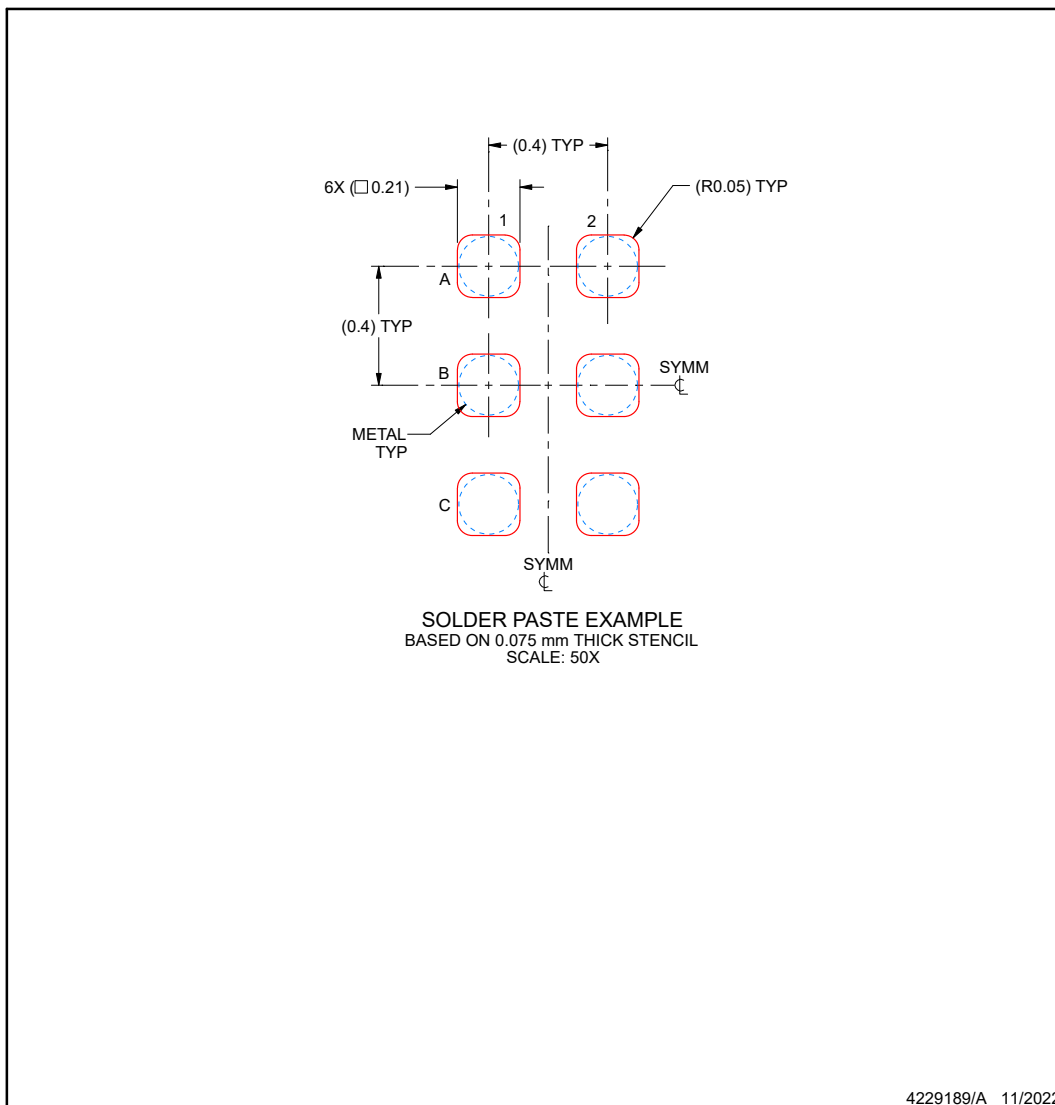 (0.4) TYP
6X (□ 0.21)
(R0.05) TYP
1
2
A
(0.4) TYP
B
SYMM
METAL
TYP
C
SYMM
SOLDER PASTE EXAMPLE
BASED ON 0.075 mm THICK STENCIL
SCALE: 50X
4229189/A 11/2022